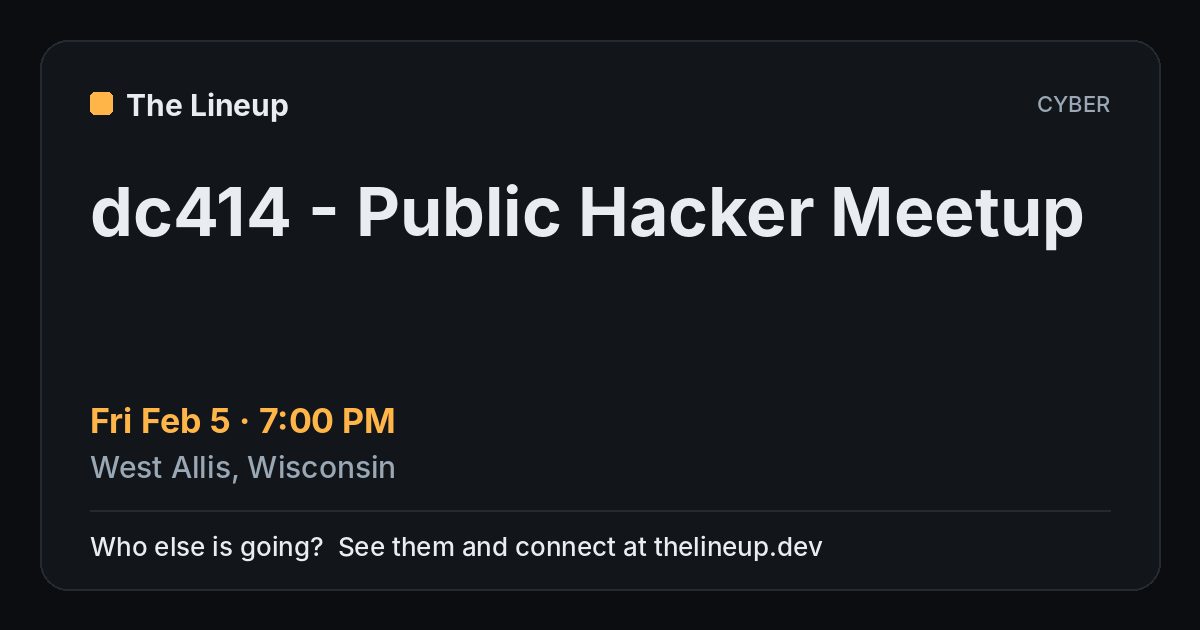 The Lineup
CYBER
dc414 - Public Hacker Meetup
Fri Feb 5 · 7:00 PM
West Allis, Wisconsin
Who else is going? See them and connect at thelineup.dev